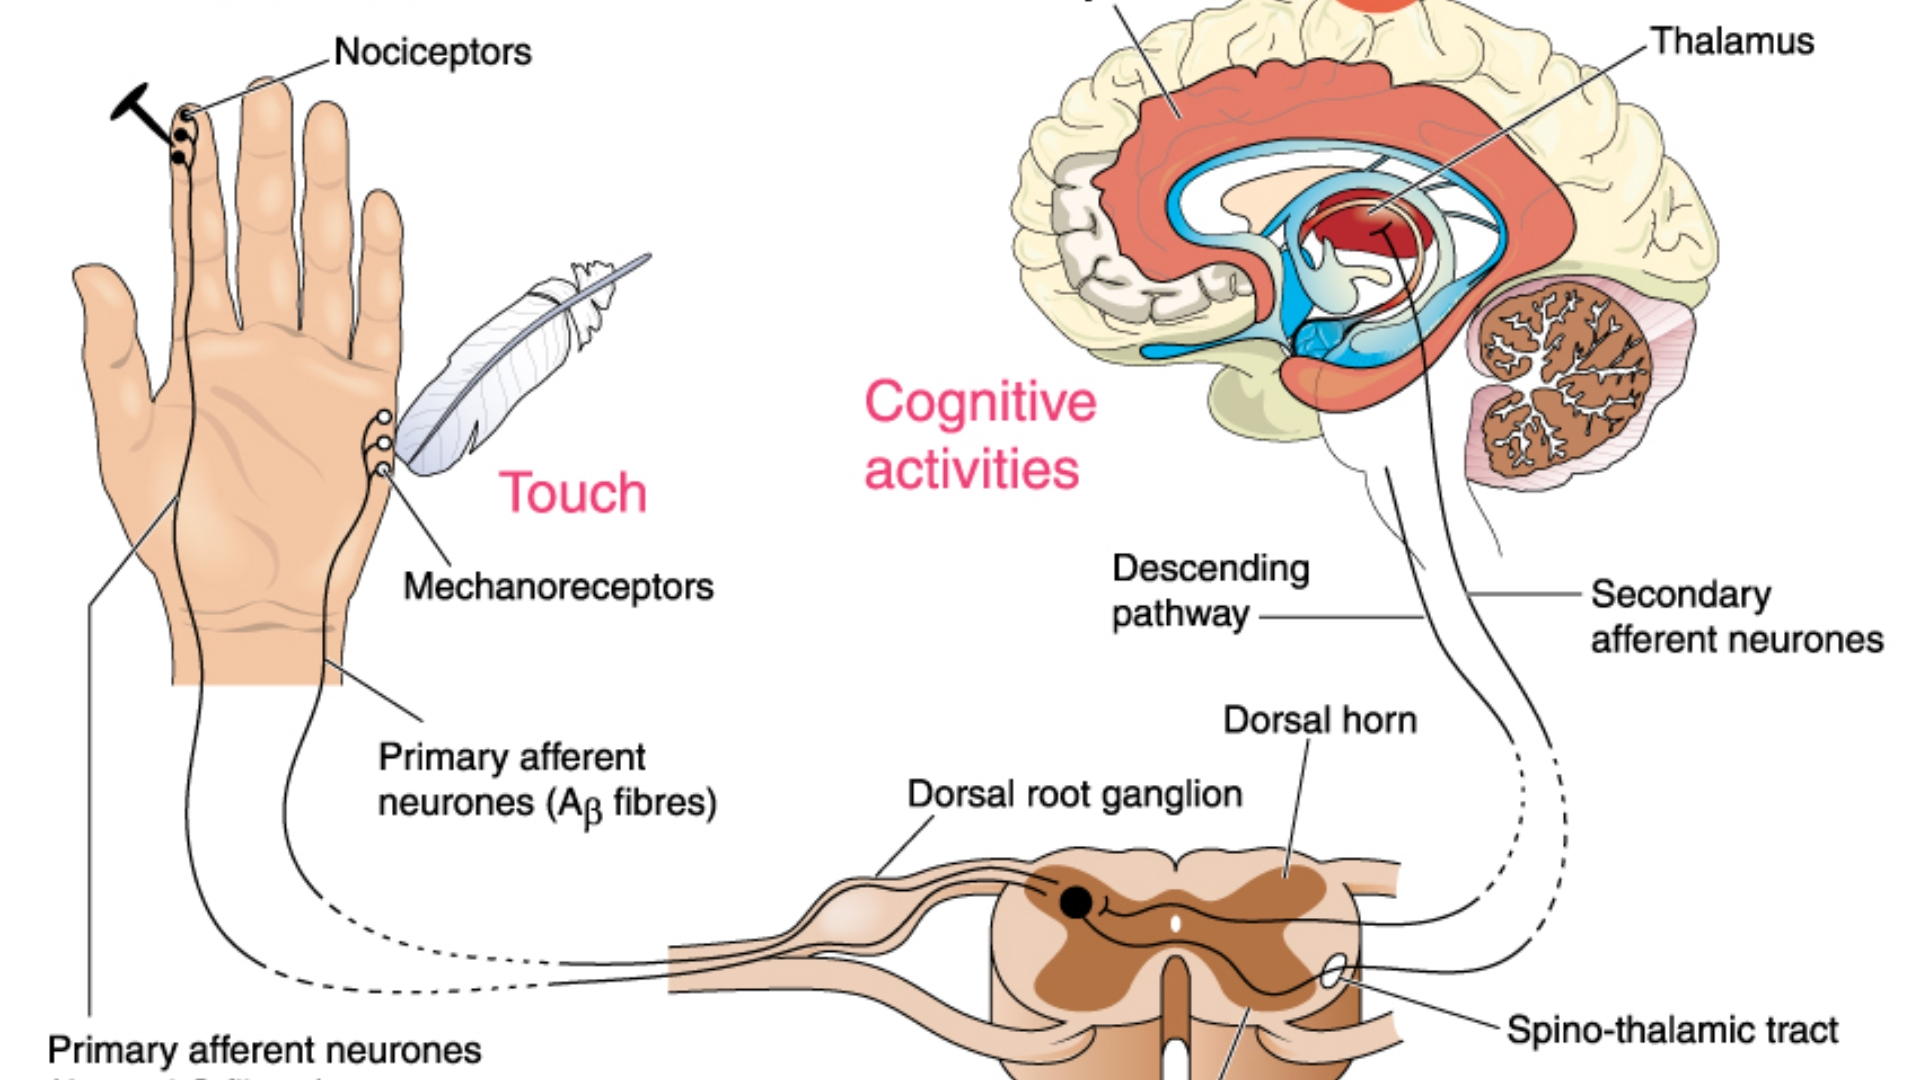 Nociceptors
Thalamus
Cognitive
activities
Touch
Mechanoreceptors
Descending
pathway
Secondary
afferent neurones
Dorsal horn
Primary afferent
neurones (Aβ fibres)
Dorsal root ganglion
Spino-thalamic tract
Primary afferent neurones